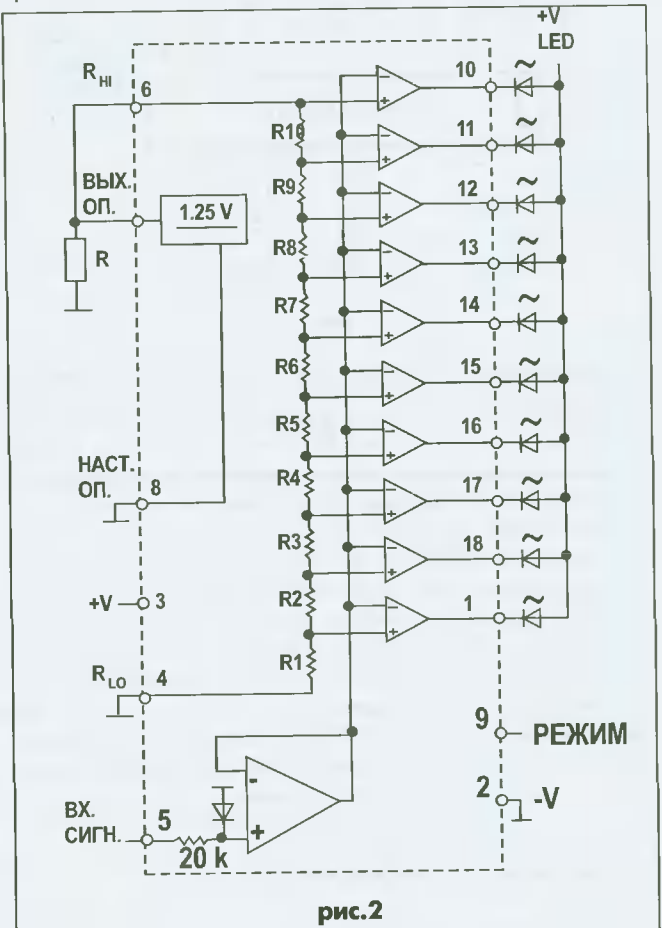 +V
LED
R HI
6
10
R10
11
ВЫХ.
ОП.
1.25 V
R9
12
R
R8
13
R7
14
R6
15
R5
16
НАСТ.
ОП.
8
R4
17
R3
18
+V
3
R2
1
R LO
4
R1
9
РЕЖИМ
2
-V
ВХ.
СИГН.
5
20 k
-
+
рис.2